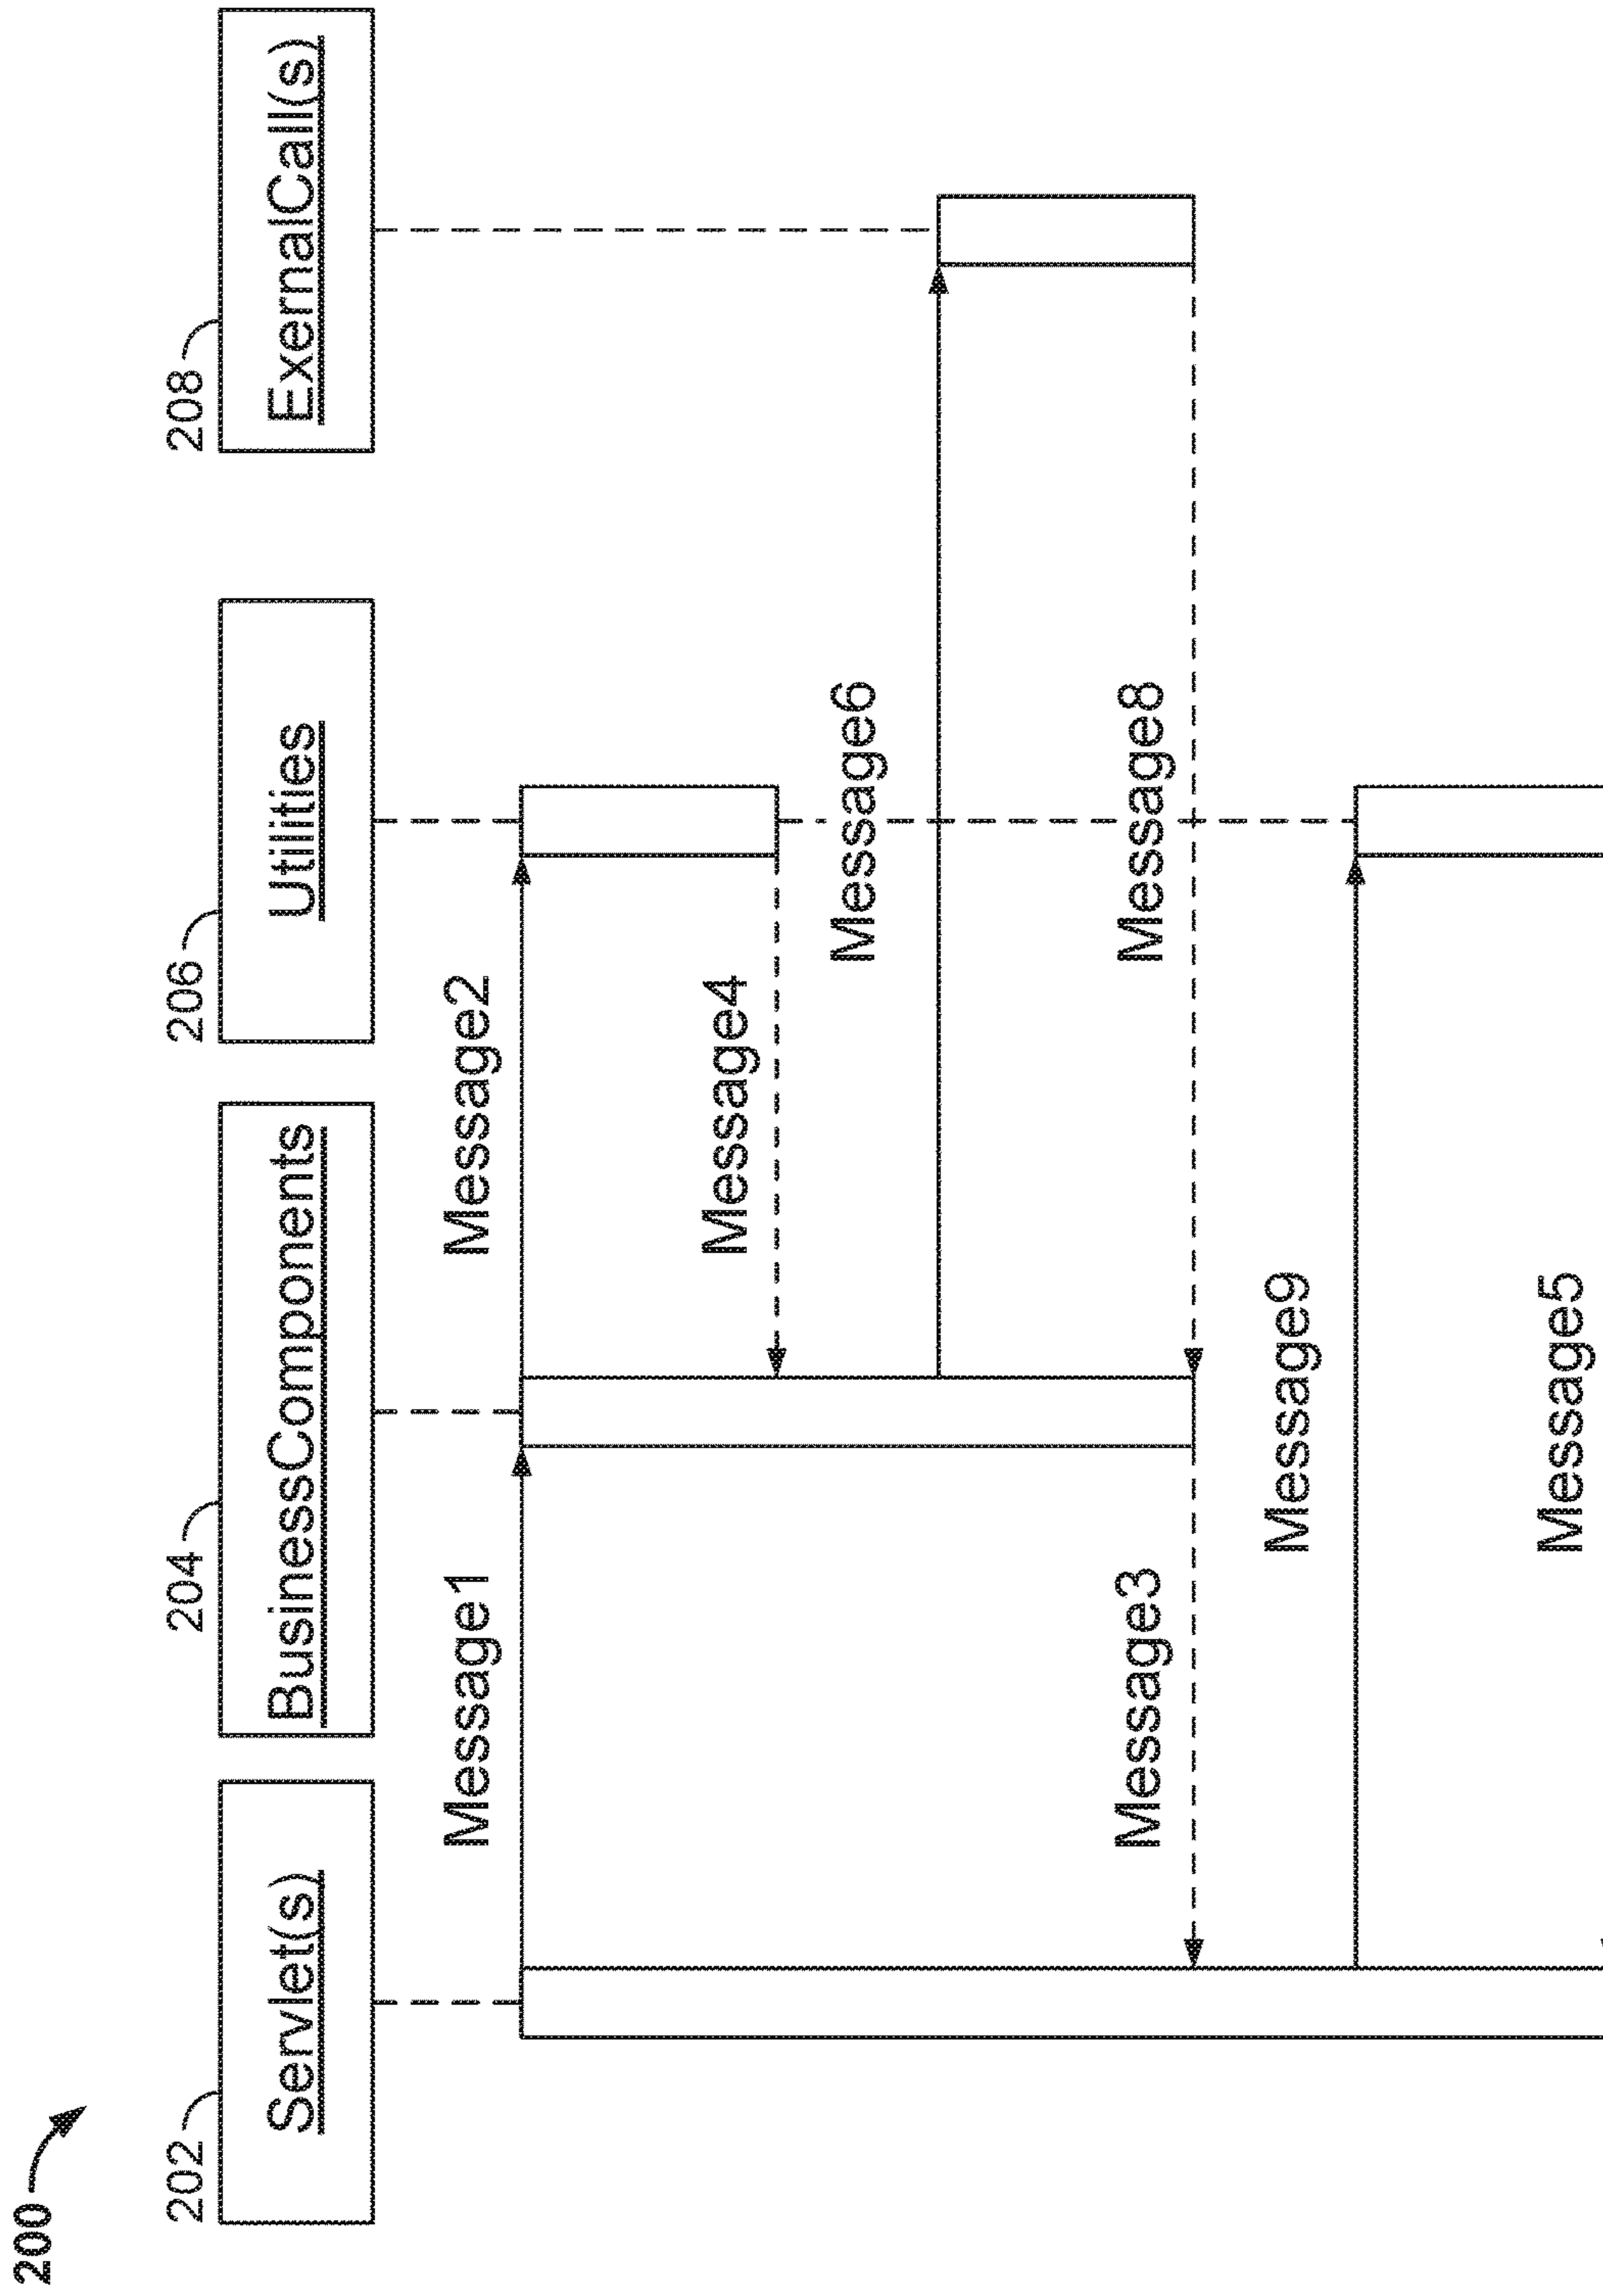 200
202
Servlet(s)
204
BusinessComponents
206
Utilities
208
ExernalCall(s)
Message1
Message2
Message4
Message6
Message3
Message8
Message9
Message5